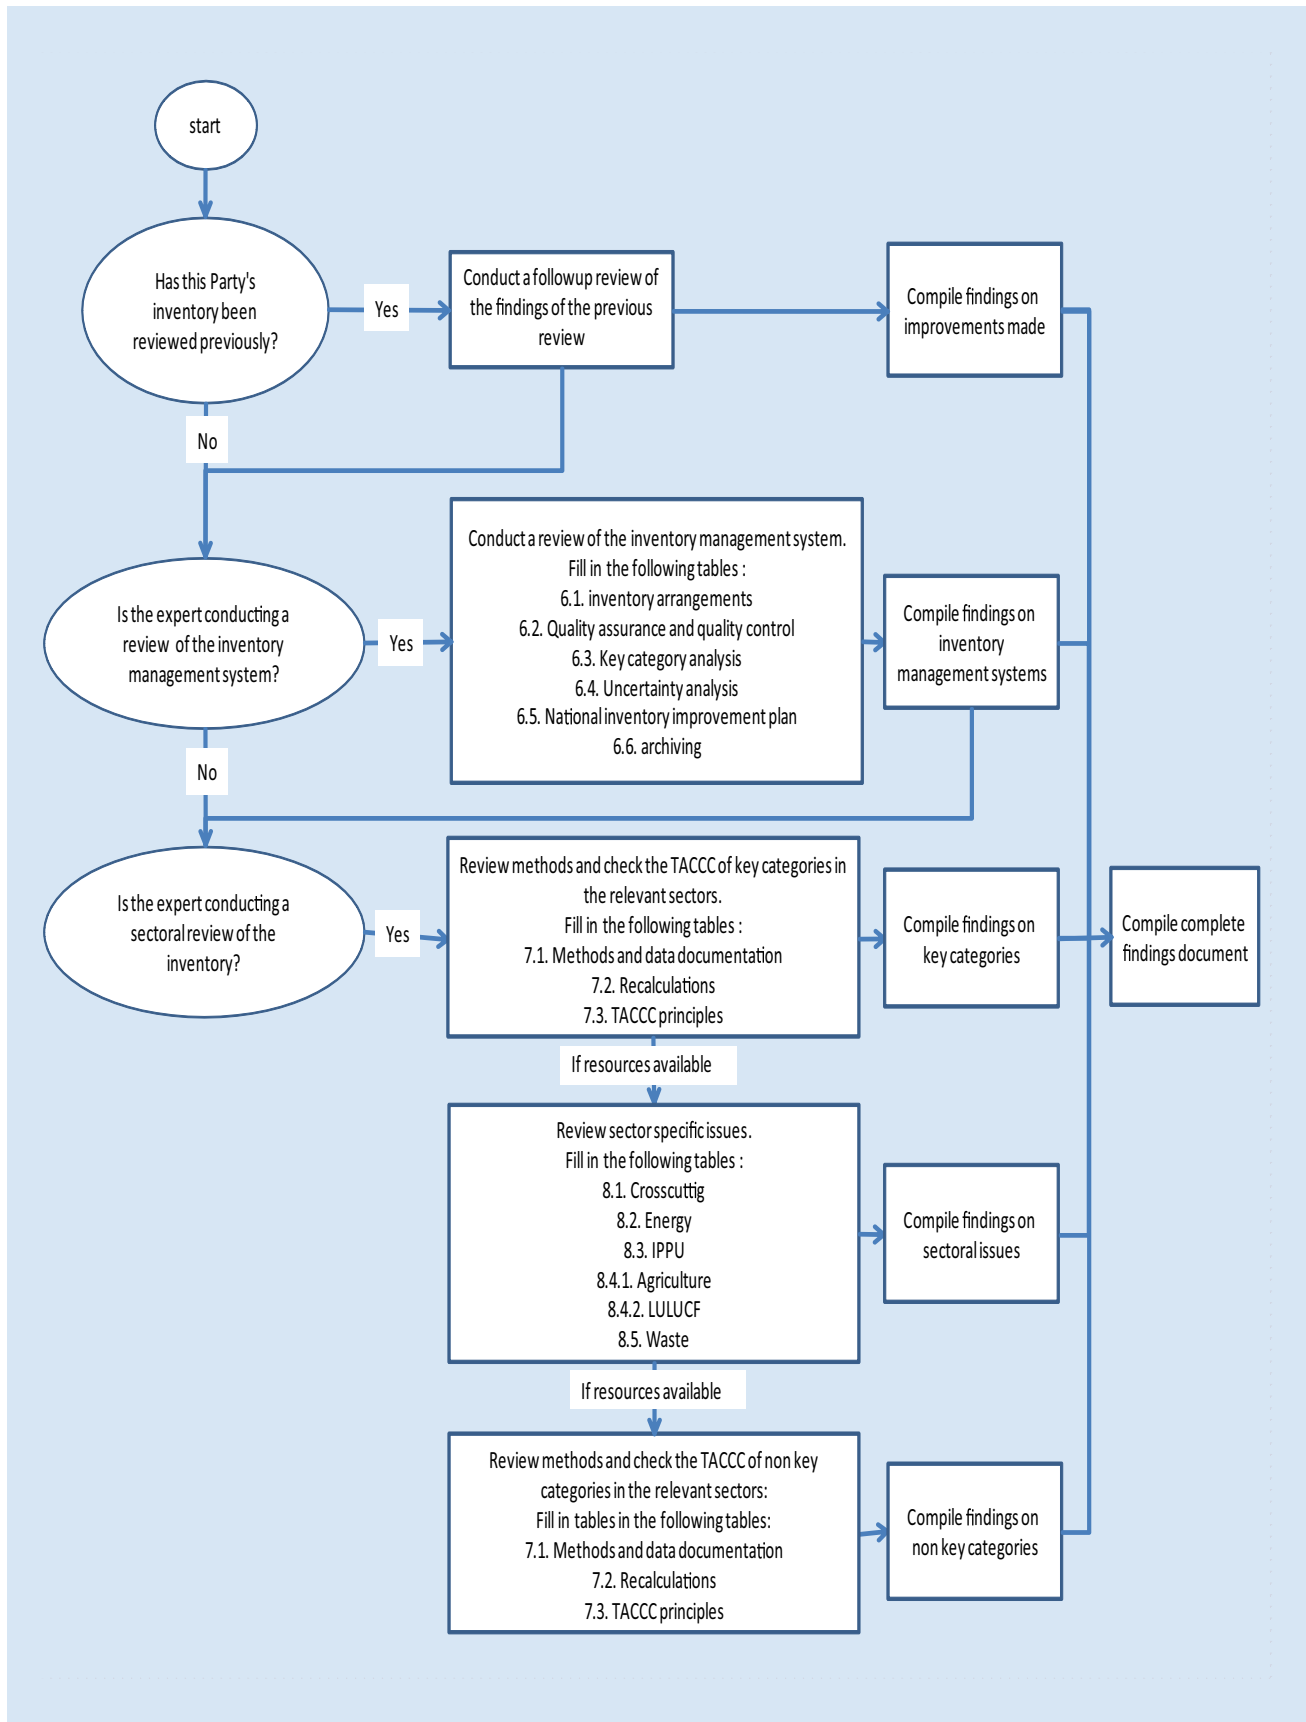 start
Has this Party's
inventory been
reviewed previously?
Yes
Conduct a followup review of
the findings of the previous
review
Compile findings on
improvements made
No
Is the expert conducting a
review of the inventory
management system?
Yes
Conduct a review of the inventory management system.
Fill in the following tables :
6.1. inventory arrangements
6.2. Quality assurance and quality control
6.3. Key category analysis
6.4. Uncertainty analysis
6.5. National inventory improvement plan
6.6. archiving
Compile findings on
inventory
management systems
No
Is the expert conducting a
sectoral review of the
inventory?
Yes
Review methods and check the TACCC of key categories in
the relevant sectors.
Fill in the following tables :
7.1. Methods and data documentation
7.2. Recalculations
7.3. TACCC principles
Compile findings on
key categories
Compile complete
findings document
If resources available
Review sector specific issues.
Fill in the following tables :
8.1. Crosscuttig
8.2. Energy
8.3. IPPU
8.4.1. Agriculture
8.4.2. LULUCF
8.5. Waste
Compile findings on
sectoral issues
If resources available
Review methods and check the TACCC of non key
categories in the relevant sectors:
Fill in tables in the following tables:
7.1. Methods and data documentation
7.2. Recalculations
7.3. TACCC principles
Compile findings on
non key categories